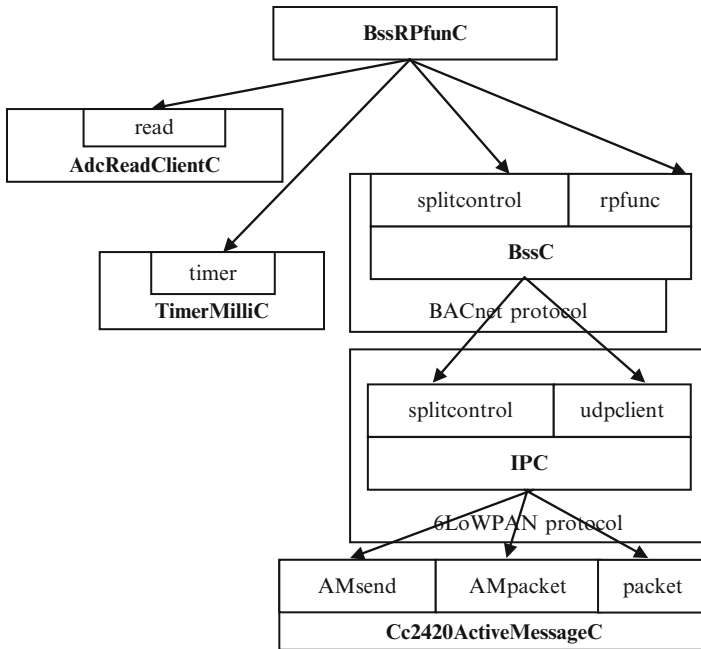 BssRPfunC
read
AdcReadClientC
splitcontrol rpfunc
BssC
timer
TimerMilliC
BACnet protocol
splitcontrol udpclient
IPC
6LoWPAN protocol
AMsend AMpacket packet
Cc2420ActiveMessageC